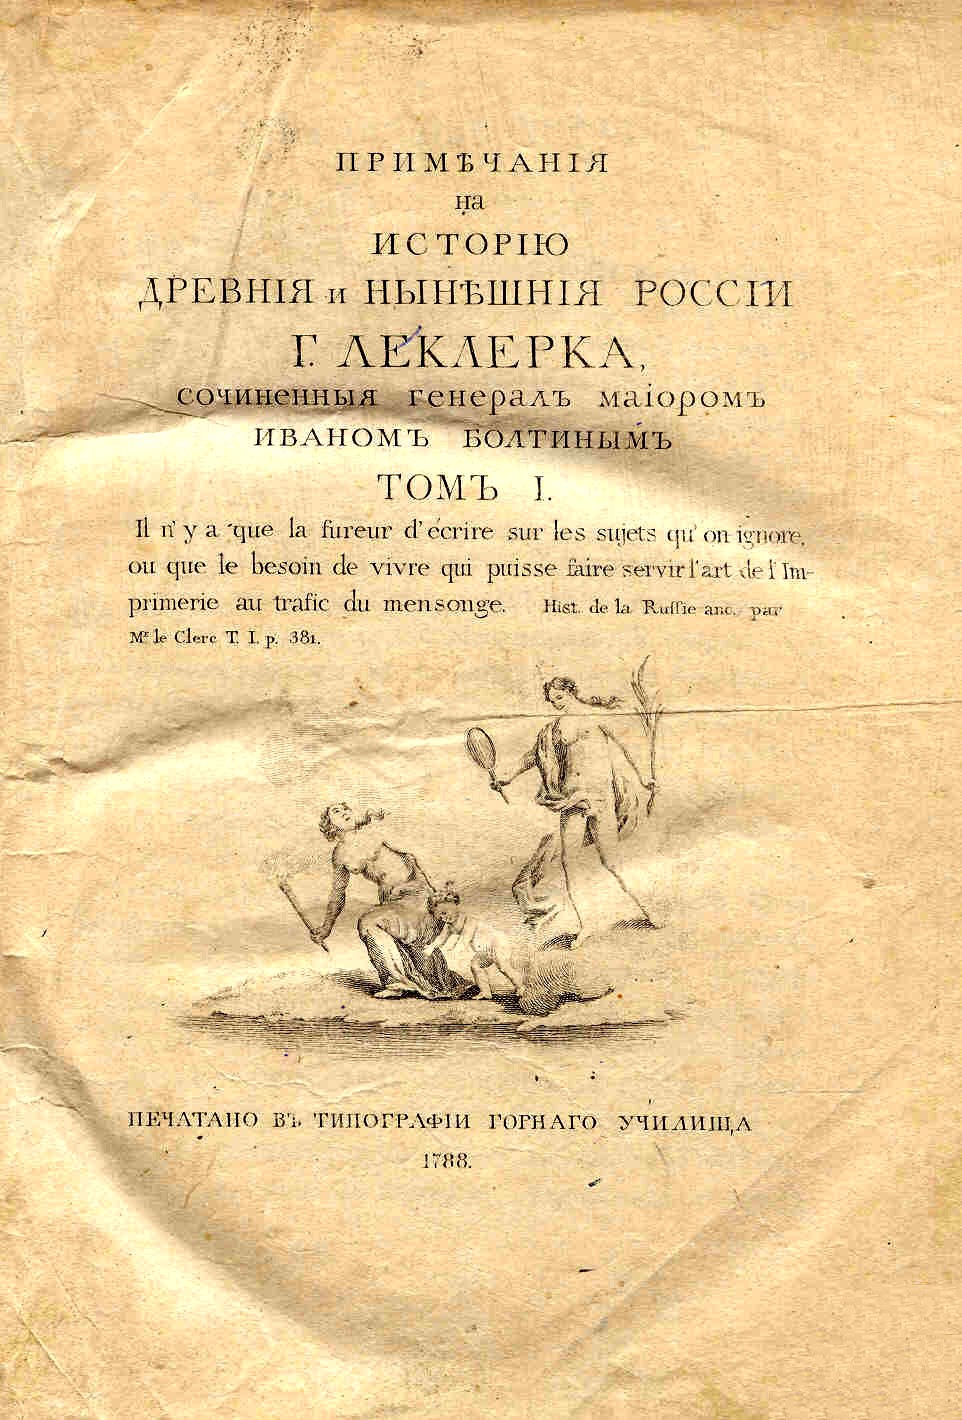 ПРИМѢЧАНІЯ
на
ИСТОРІЮ
ДРЕВНІЯ и НЫНѢШНІЯ РОССІИ
Г. ЛЕКЛЕРКА,
сочиненныя генералъ маіоромъ
ИВАНОМЪ БОЛТИНЫМЪ
ТОМЪ I.
Il n'y a que la fureur d'écrire sur les sujets qu'on ignore,
ou que le besoin de vivre qui puisse faire servir l'art de l'Im-
primerie au trafic du mensonge. Hist. de la Ruſſie anc. par
Mr le Clerc T. I. p. 381.
ПЕЧАТАНО ВЪ ТИПОГРАФІИ ГОРНАГО УЧИЛИЩА
1788.